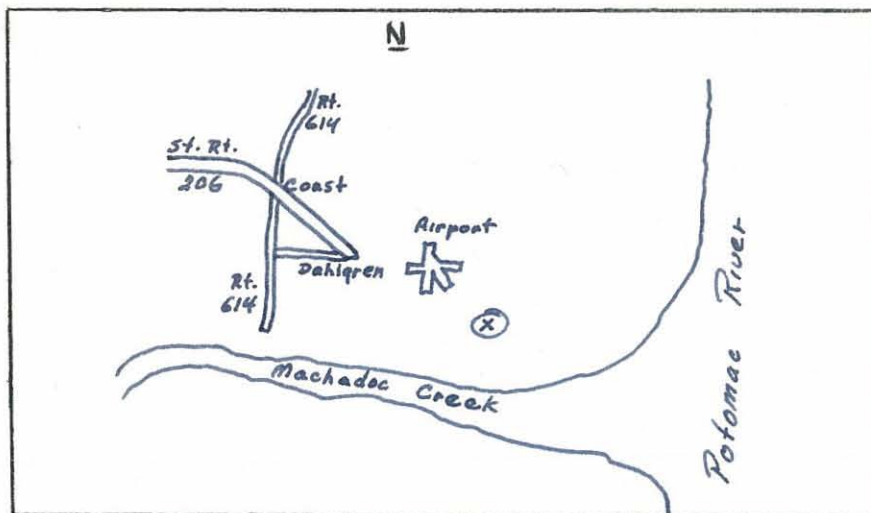 N
Rt.
614
St. Rt.
206
Coast
Airport
Dahlgren
Rt.
614
X
Machadoc Creek
Potomac River